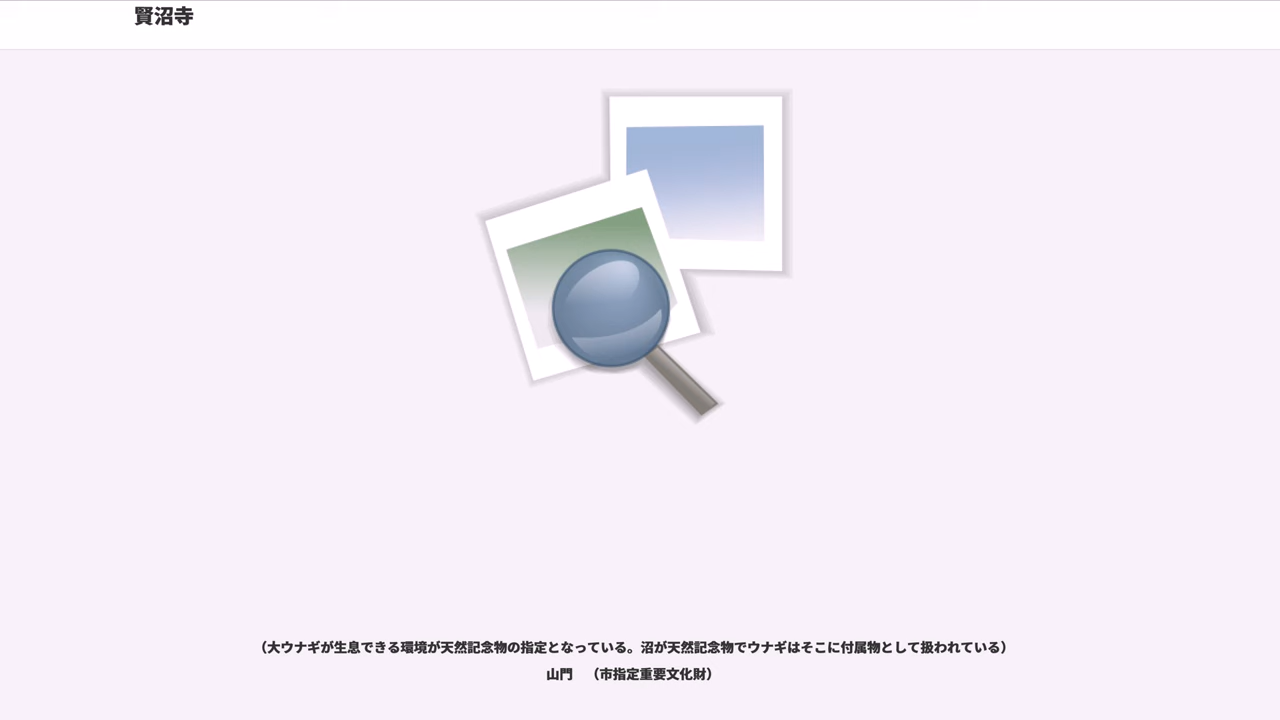 賢沼寺
（大ウナギが生息できる環境が天然記念物の指定となっている。沼が天然記念物でウナギはそこに付属物として扱われている）
山門　（市指定重要文化財）